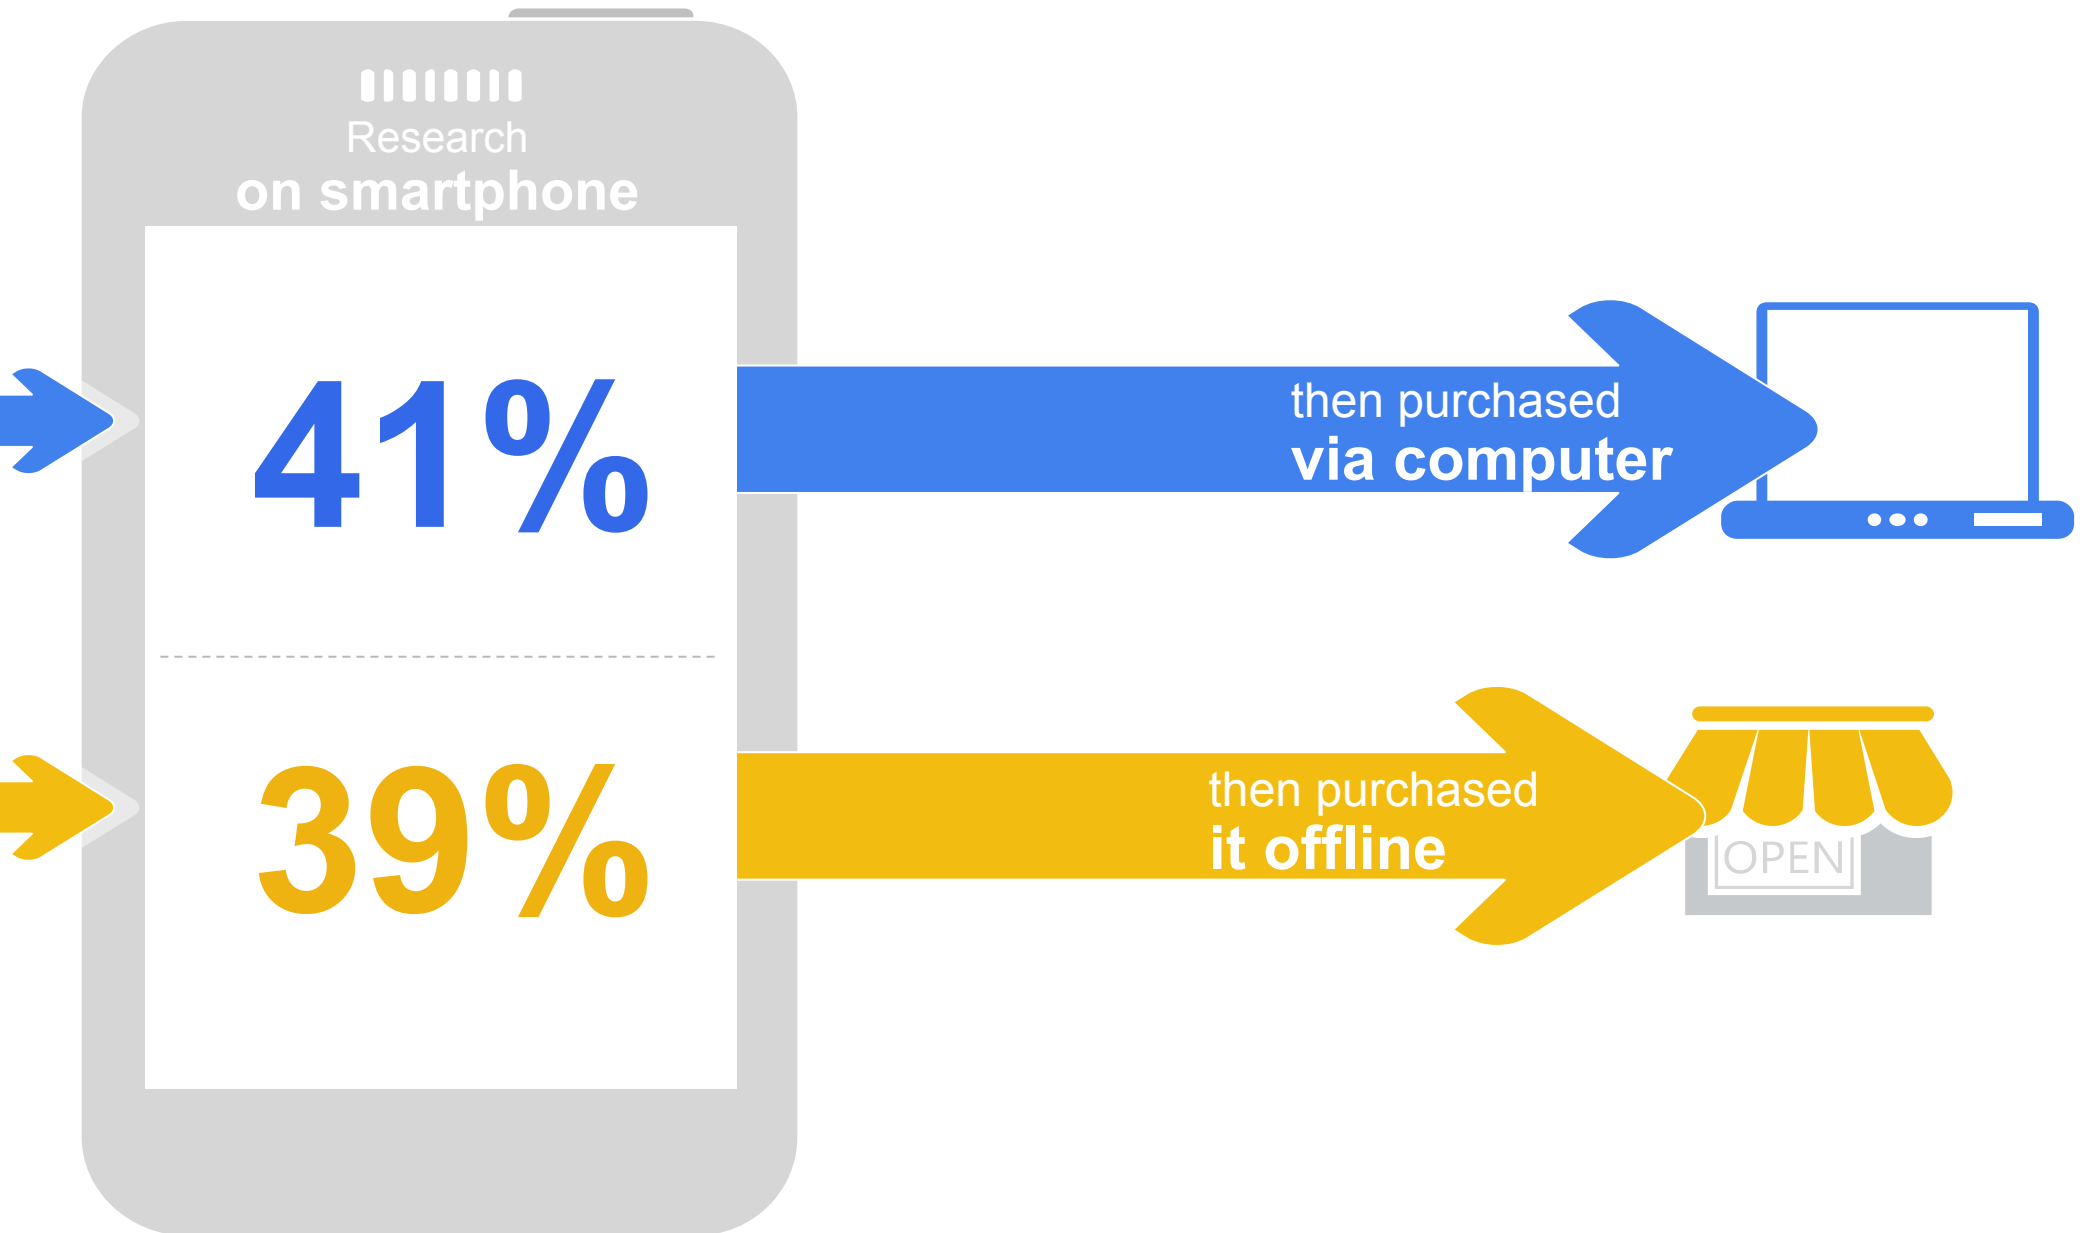 Research
on smartphone
41%
then purchased
via computer
39%
then purchased
it offline
OPEN